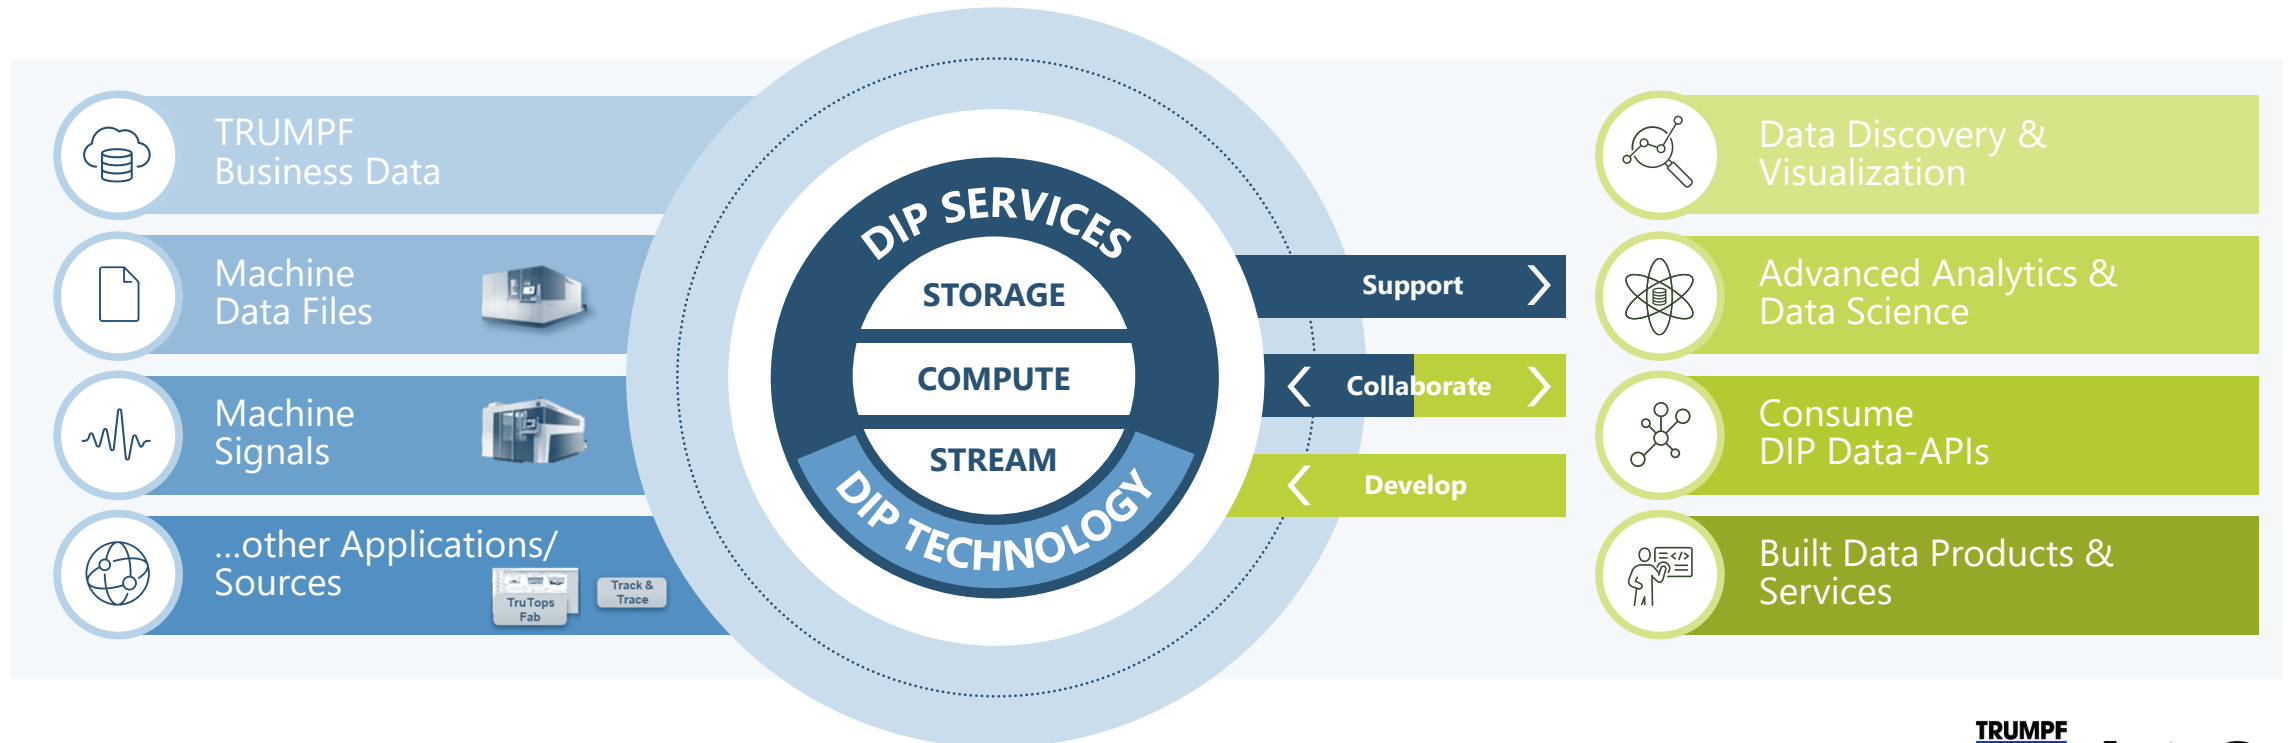 TRUMPF
Business Data
Machine
Data Files
Machine
Signals
...other Applications/
Sources
TruTops
Fab
Track &
Trace
DIP SERVICES
STORAGE
COMPUTE
STREAM
DIP TECHNOLOGY
Support
Collaborate
Develop
Data Discovery &
Visualization
Advanced Analytics &
Data Science
Consume
DIP Data-APIs
Built Data Products &
Services
TRUMPF